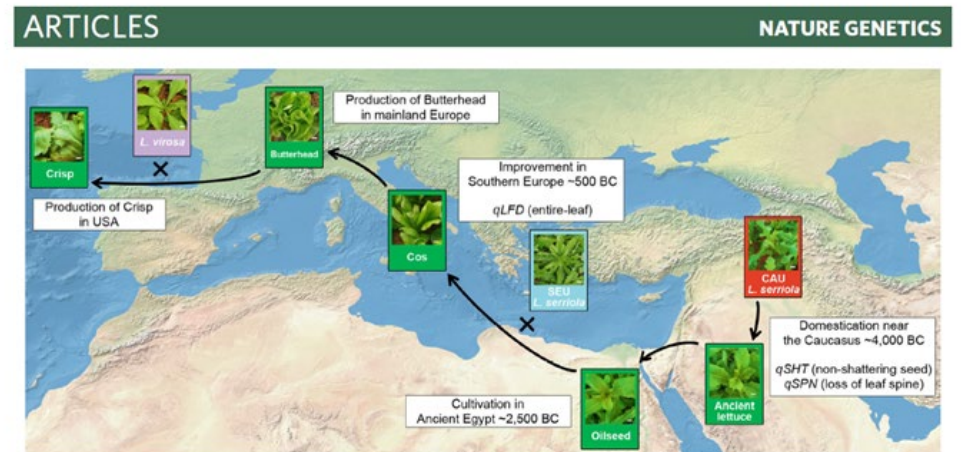 ARTICLES
NATURE GENETICS
L. virosa
Crisp
Butterhead
Production of Butterhead
in mainland Europe
Production of Crisp
in USA
Improvement in
Southern Europe ~500 BC
qLFD (entire-leaf)
Cos
SEU
L. serriola
CAU
L. serriola
Domestication near
the Caucasus ~4,000 BC
qSHT (non-shattering seed)
qSPN (loss of leaf spine)
Ancient
lettuce
Cultivation in
Ancient Egypt ~2,500 BC
Oilseed